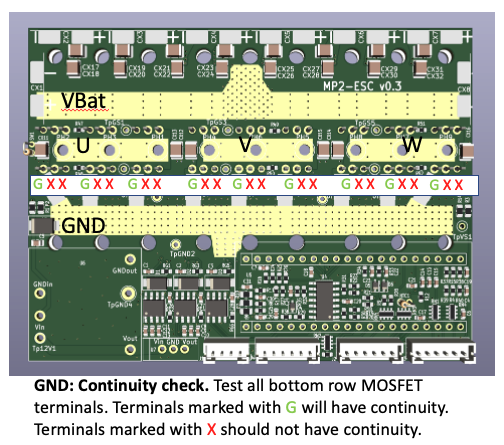 CX17
CX18
CX19
CX20
CX21
CX22
CX23
CX24
CX25
CX26
CX27
CX28
CX29
CX30
CX31
CX32
MP2-ESC v0.3
CX1
CX8
VBat
TpGS1
TpGS3
TpGS5
U
V
W
G X X G X X G X X G X X G X X G X X G X X G X X G X X
GND
TpVS1
TpGND2
GNDout
GNDin
TpGND4
Vin
Tp12V1
Vout
Vin GND Vout
GND: Continuity check. Test all bottom row MOSFET
terminals. Terminals marked with G will have continuity.
Terminals marked with X should not have continuity.